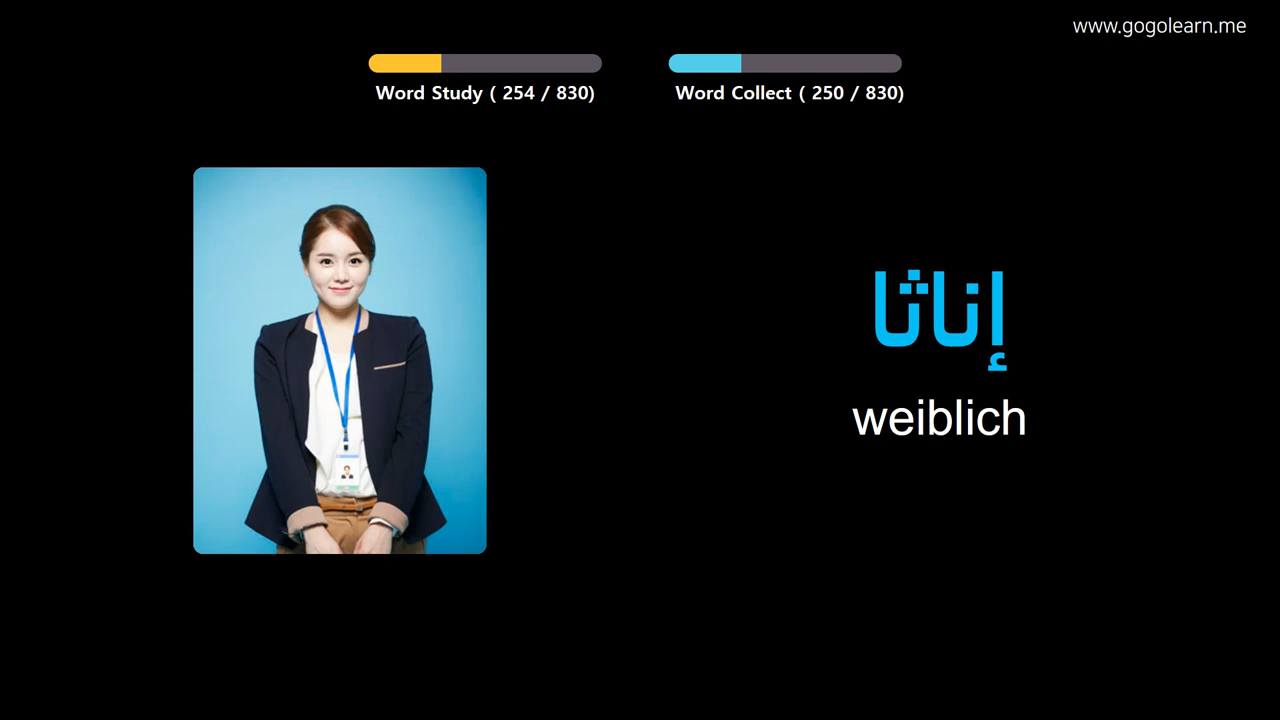 www.gogolearn.me
Word Study ( 254 / 830)
Word Collect ( 250 / 830)
إناثا
weiblich